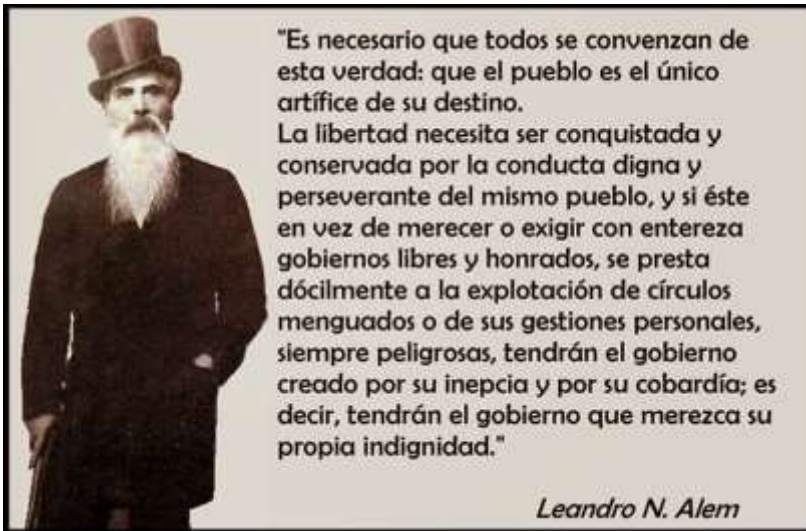 "Es necesario que todos se convenzan de
esta verdad: que el pueblo es el único
artífice de su destino.
La libertad necesita ser conquistada y
conservada por la conducta digna y
perseverante del mismo pueblo, y si éste
en vez de merecer o exigir con entereza
gobiernos libres y honrados, se presta
dócilmente a la explotación de círculos
menguados o de sus gestiones personales,
siempre peligrosas, tendrán el gobierno
creado por su inepcia y por su cobardía; es
decir, tendrán el gobierno que merezca su
propia indignidad."
Leandro N. Alem